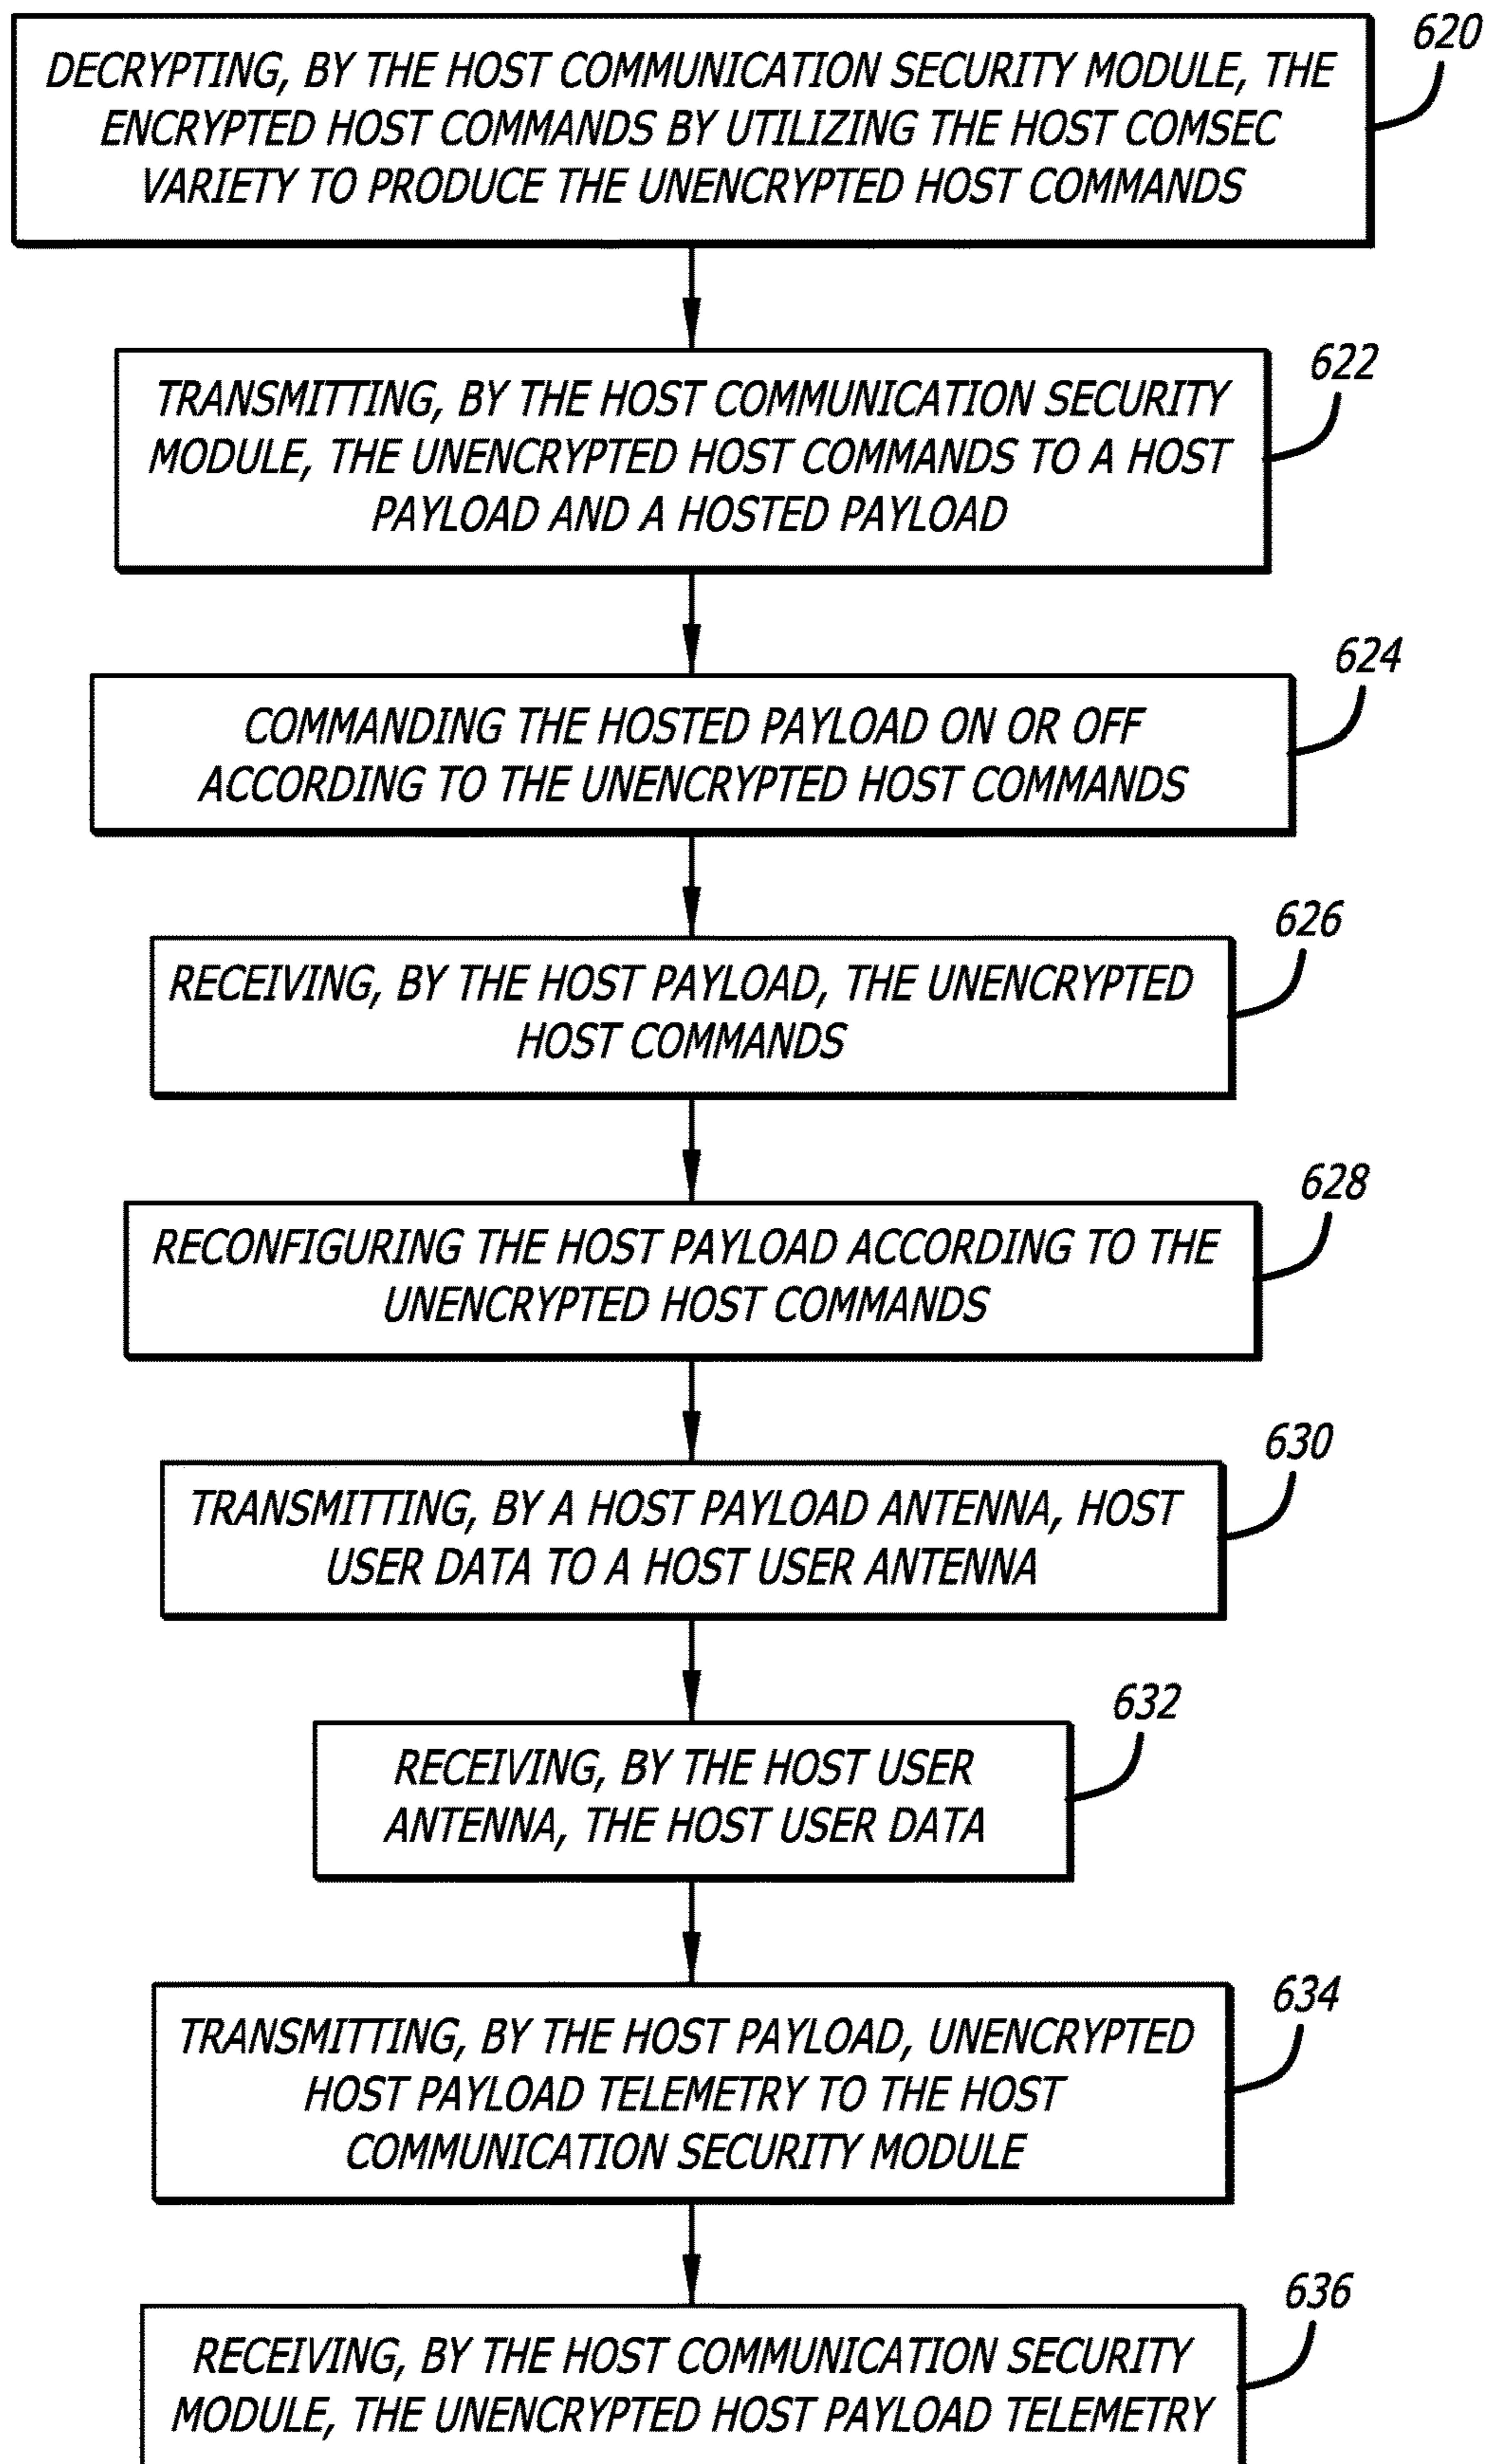 620
DECRYPTING, BY THE HOST COMMUNICATION SECURITY MODULE, THE
ENCRYPTED HOST COMMANDS BY UTILIZING THE HOST COMSEC
VARIETY TO PRODUCE THE UNENCRYPTED HOST COMMANDS
622
TRANSMITTING, BY THE HOST COMMUNICATION SECURITY
MODULE, THE UNENCRYPTED HOST COMMANDS TO A HOST
PAYLOAD AND A HOSTED PAYLOAD
624
COMMANDING THE HOSTED PAYLOAD ON OR OFF
ACCORDING TO THE UNENCRYPTED HOST COMMANDS
626
RECEIVING, BY THE HOST PAYLOAD, THE UNENCRYPTED
HOST COMMANDS
628
RECONFIGURING THE HOST PAYLOAD ACCORDING TO THE
UNENCRYPTED HOST COMMANDS
630
TRANSMITTING, BY A HOST PAYLOAD ANTENNA, HOST
USER DATA TO A HOST USER ANTENNA
632
RECEIVING, BY THE HOST USER
ANTENNA, THE HOST USER DATA
634
TRANSMITTING, BY THE HOST PAYLOAD, UNENCRYPTED
HOST PAYLOAD TELEMETRY TO THE HOST
COMMUNICATION SECURITY MODULE
636
RECEIVING, BY THE HOST COMMUNICATION SECURITY
MODULE, THE UNENCRYPTED HOST PAYLOAD TELEMETRY